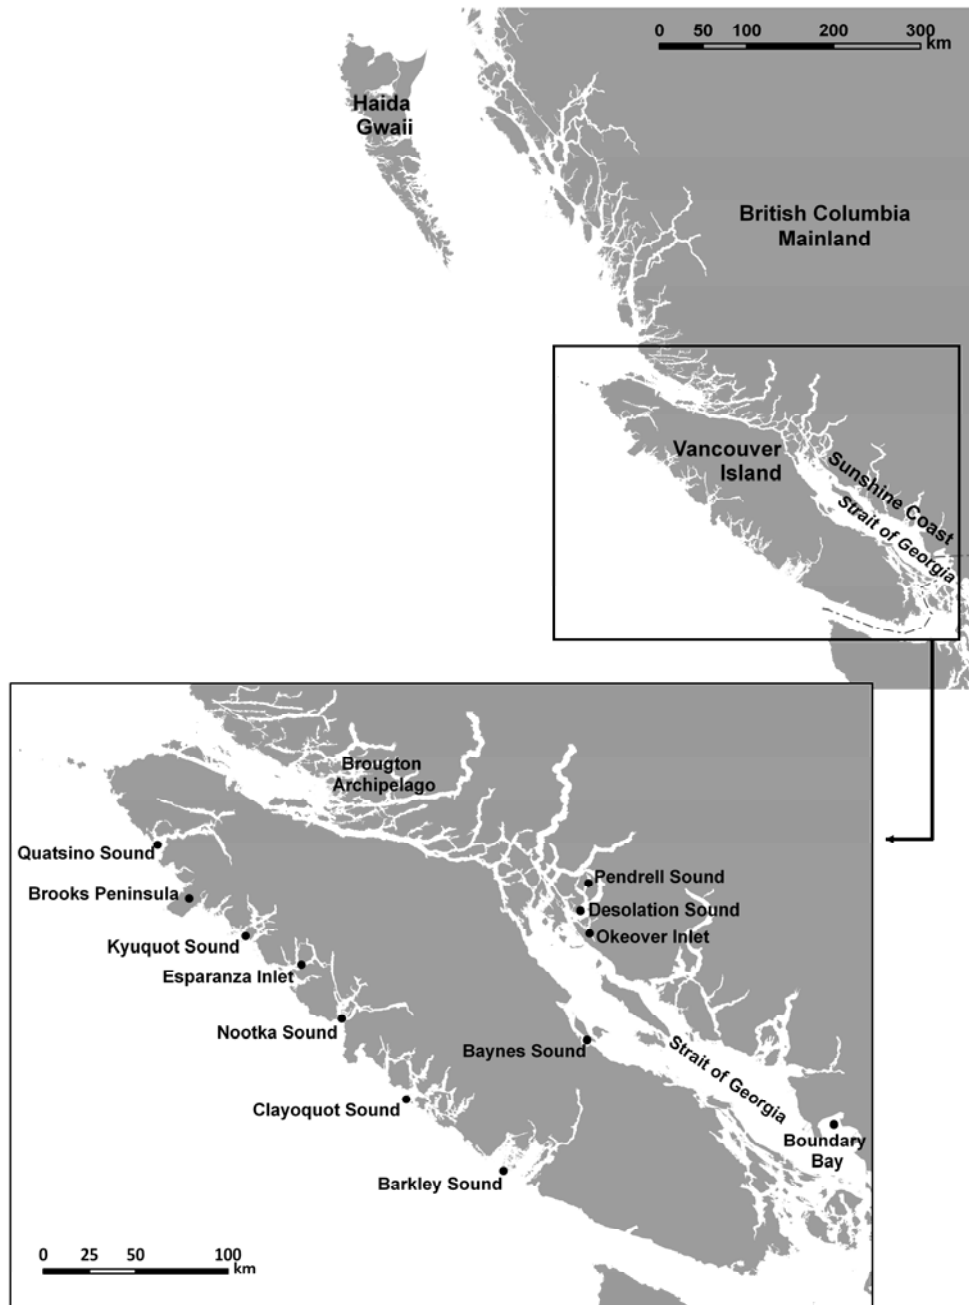 0 50 100 200 300
km
Haida
Gwaii
British Columbia
Mainland
Vancouver
Island
Sunshine Coast
Strait of Georgia
Brougton
Archipelago
Quatsino Sound
Pendrell Sound
Brooks Peninsula
Desolation Sound
Okeover Inlet
Kyuquot Sound
Esparanza Inlet
Nootka Sound
Baynes Sound
Strait of Georgia
Clayoquot Sound
Boundary
Bay
Barkley Sound
0 25 50 100
km